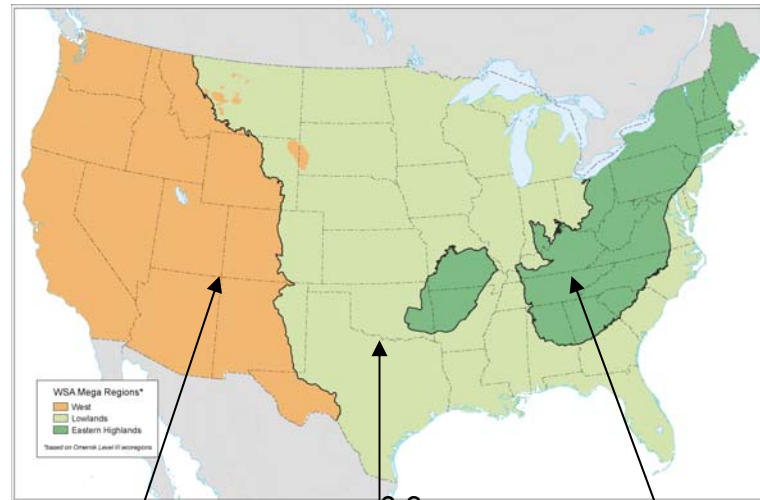 WSA Mega Regions*
West
Lowlands
Eastern Highlands
*based on Omernik Level III ecoregions